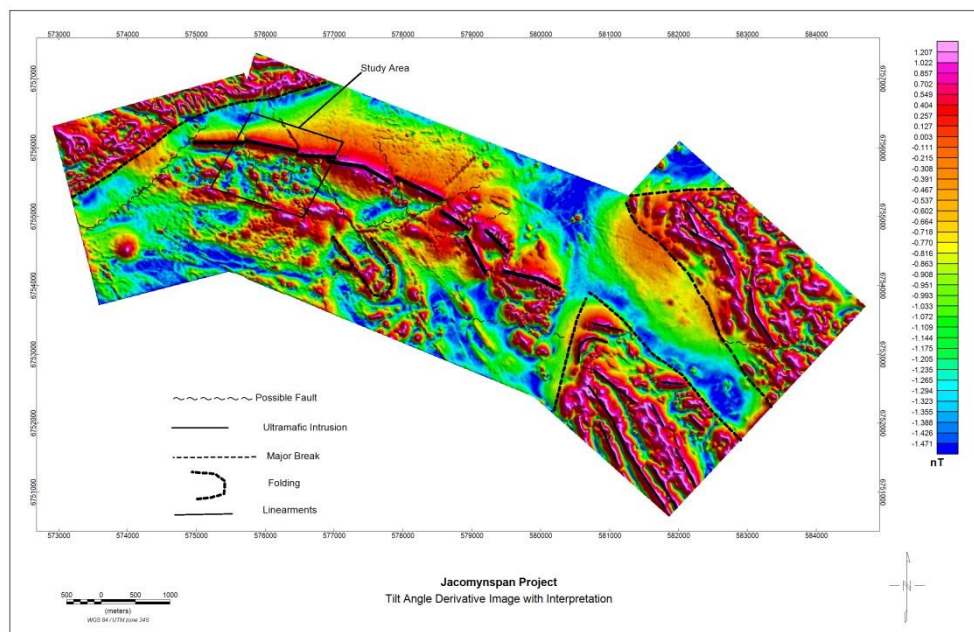 573000 574000 575000 576000 577000 578000 579000 580000 581000 582000 583000 584000
Study Area
6757000 6756000 6755000 6754000 6753000 6752000 6751000
6757000 6756000 6755000 6754000 6753000 6752000 6751000
1.207
1.022
0.857
0.702
0.549
0.404
0.257
0.127
0.003
-0.111
-0.215
-0.308
-0.391
-0.467
-0.537
-0.602
-0.664
-0.718
-0.770
-0.816
-0.863
-0.908
-0.951
-0.993
-1.033
-1.072
-1.109
-1.144
-1.175
-1.205
-1.235
-1.265
-1.294
-1.323
-1.355
-1.388
-1.426
-1.471
nT
Possible Fault
Ultramafic Intrusion
Major Break
Folding
Linearments
573000 574000 575000 576000 577000 578000 579000 580000 581000 582000 583000 584000
Jacomynspan Project
Tilt Angle Derivative Image with Interpretation
500 0 500 1000
(meters)
WGS 84 / UTM zone 34S
N